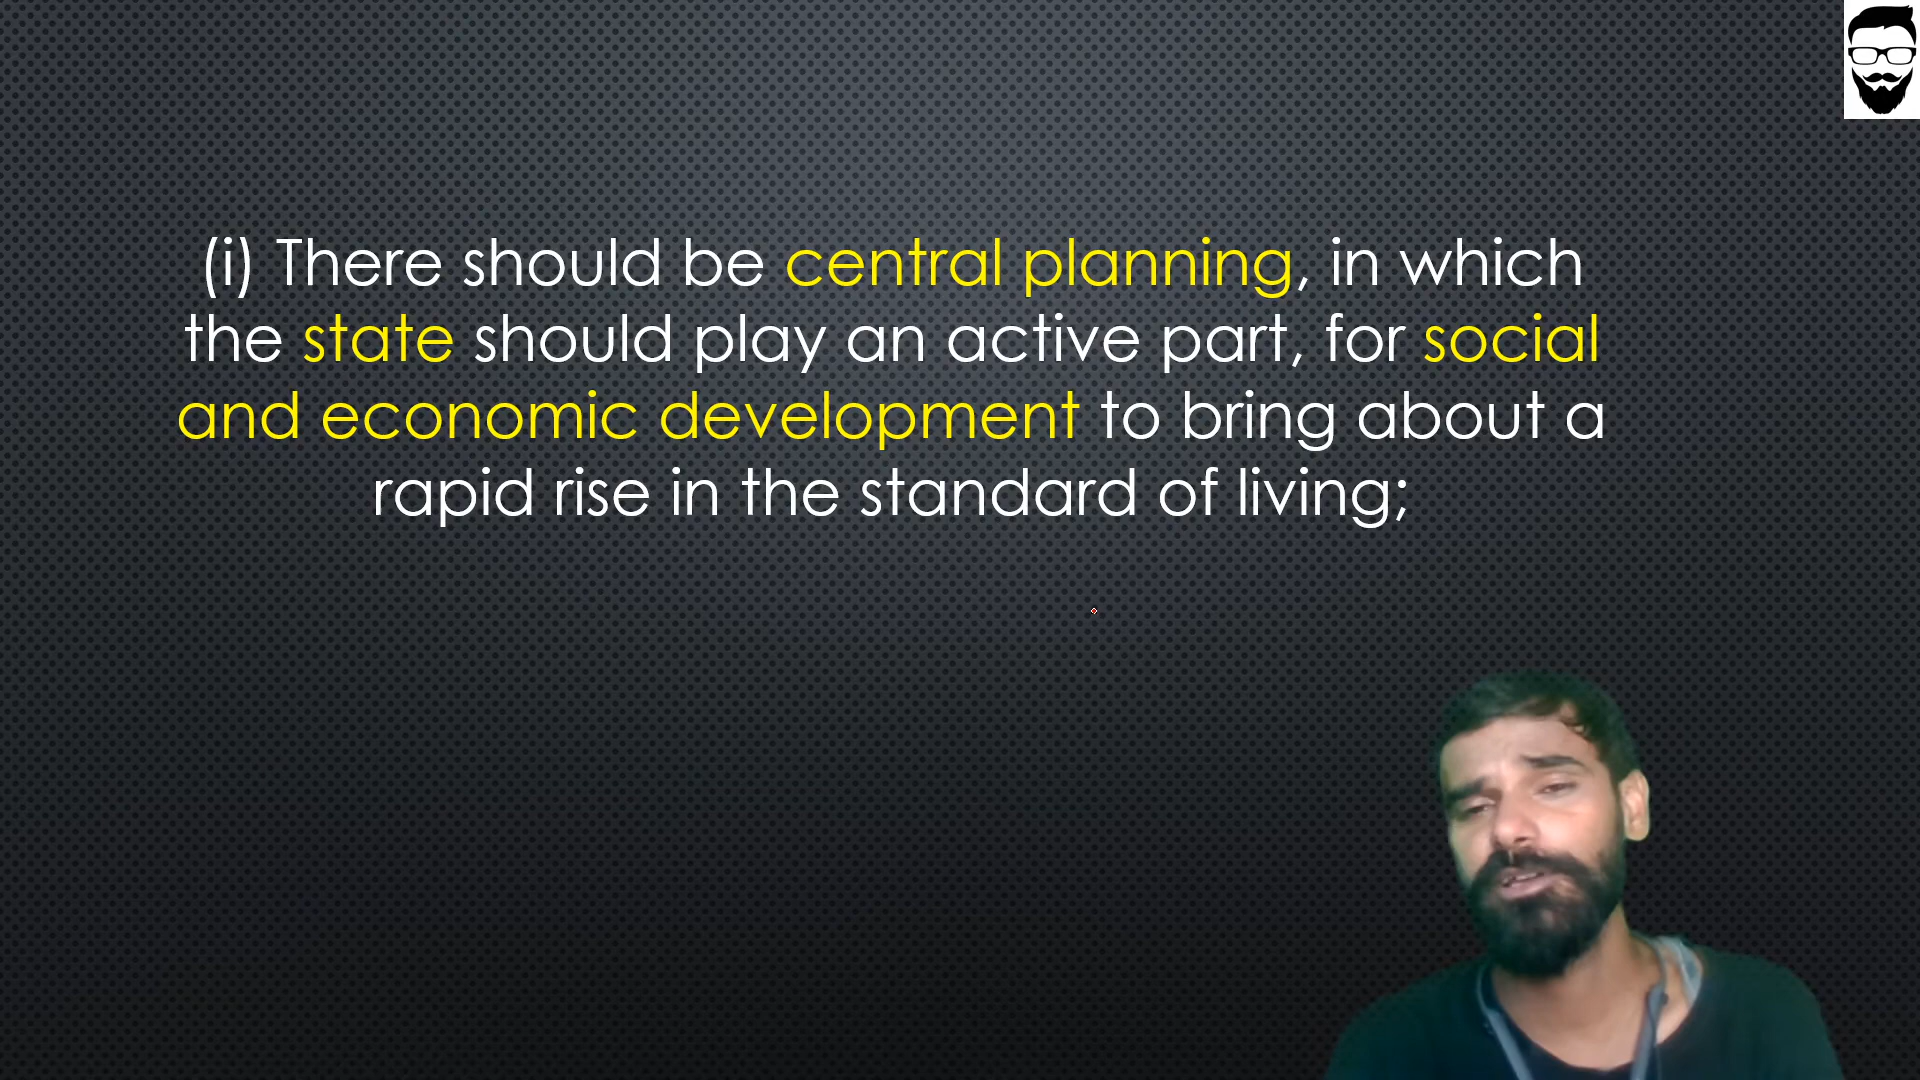 (i) There should be central planning, in which
the state should play an active part, for social
and economic development to bring about a
rapid rise in the standard of living;